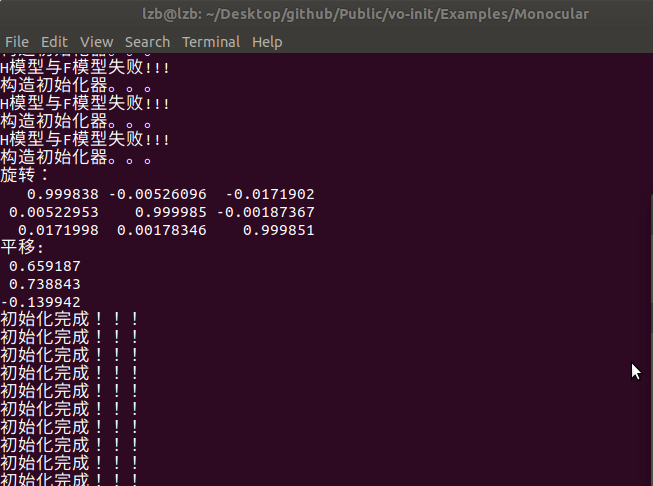 lzb@lzb: ~/Desktop/github/Public/vo-init/Examples/Monocular
File Edit View Search Terminal Help
构造初始化器。。。
H模型与F模型失败!!!
构造初始化器。。。
H模型与F模型失败!!!
构造初始化器。。。
H模型与F模型失败!!!
构造初始化器。。。
旋转：
0.999838 -0.00526096 -0.0171902
0.00522953 0.999985 -0.00187367
0.0171998 0.00178346 0.999851
平移:
0.659187
0.738843
-0.139942
初始化完成！！！
初始化完成！！！
初始化完成！！！
初始化完成！！！
初始化完成！！！
初始化完成！！！
初始化完成！！！
初始化完成！！！
初始化完成！！！
初始化完成！！！